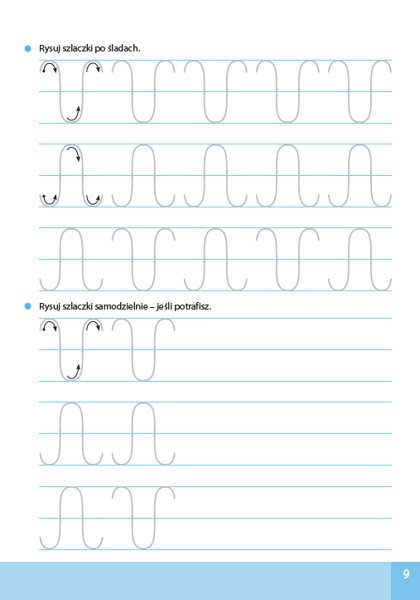 Rysuj szlaczki po śladach.
Rysuj szlaczki samodzielnie – jeśli potrafisz.
9